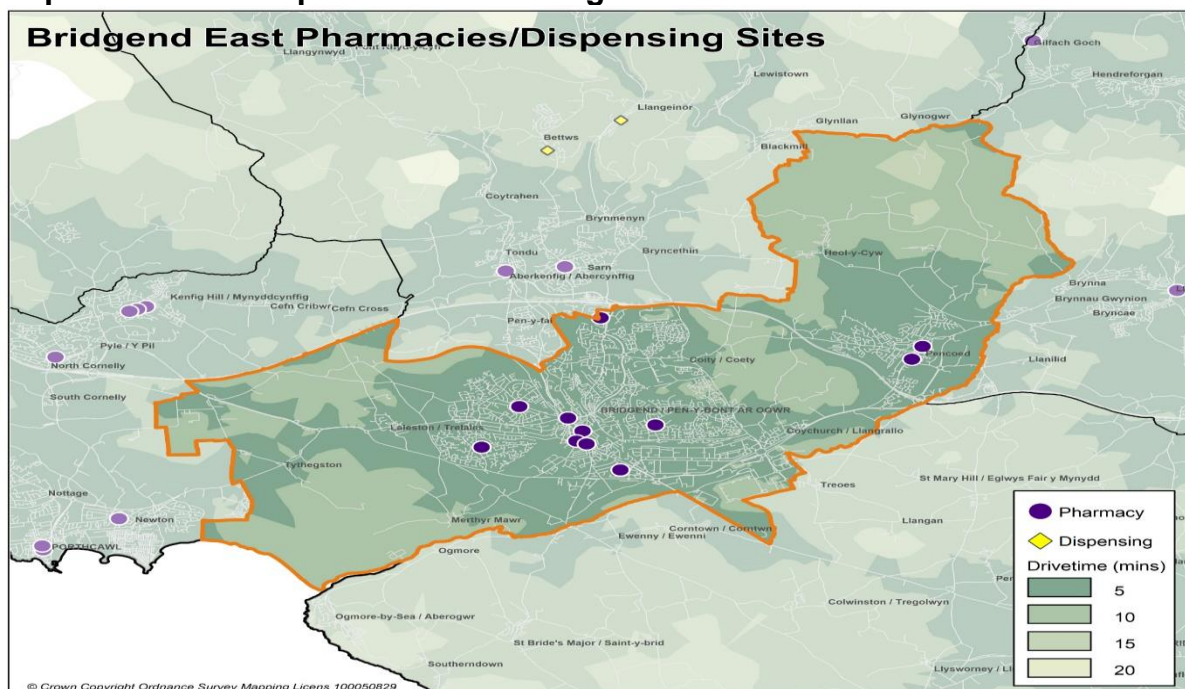 Bridgend East Pharmacies/Dispensing Sites
Llangynwyd
Gilfach Goch
Lewistown
Hendreforgan
Llangeinor
Glynllan
Glynogwr
Bettws
Blackmill
Coytrahen
Brynmenyn
Tondu
Bryncethin
Heol-y-Cyw
Sarn
Aberkenfig / Abercynffig
Brynna
Kenfig Hill / Mynyddcynffig
Cefn Cribwr
Cefn Cross
Brynnau Gwynion
Bryncae
Pen-y-fai
Pyle / Y Pil
Coity / Coety
Pencoed
Llanilid
North Cornelly
South Cornelly
BRIDGEND / PEN-Y-BONT AR OGWR
Laleston / Trelales
Coychurch / Llangrallo
Tythegston
St Mary Hill / Eglwys Fair y Mynydd
Treoes
Nottage
Newton
Merthyr Mawr
Llangan
Corntown / Corntwn
PORTHCAWL
Ewenny / Ewenni
Ogmore
Colwinston / Tregolwyn
Ogmore-by-Sea / Aberogwr
St Bride's Major / Saint-y-brid
Southerndown
Llysworney /
Pharmacy
Dispensing
Drivetime (mins)
5
10
15
20
© Crown Copyright Ordnance Survey Mapping Licens 100050829